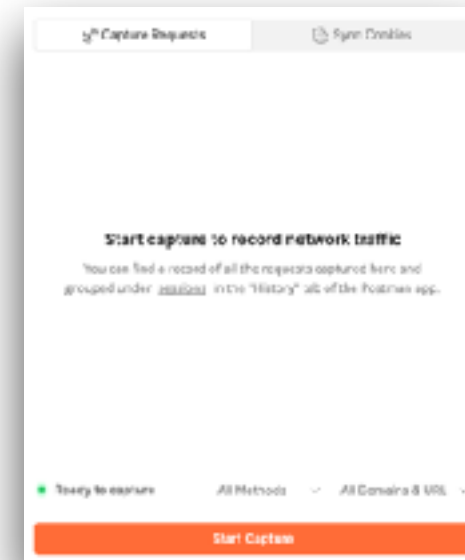 Capture Requests
Sync Cookies
Start capture to record network traffic
You can find a record of all the requests captured here and
grouped under sessions in the "History" tab of the Postman app.
Ready to capture
All Methods
All Domains & URL
Start Capture